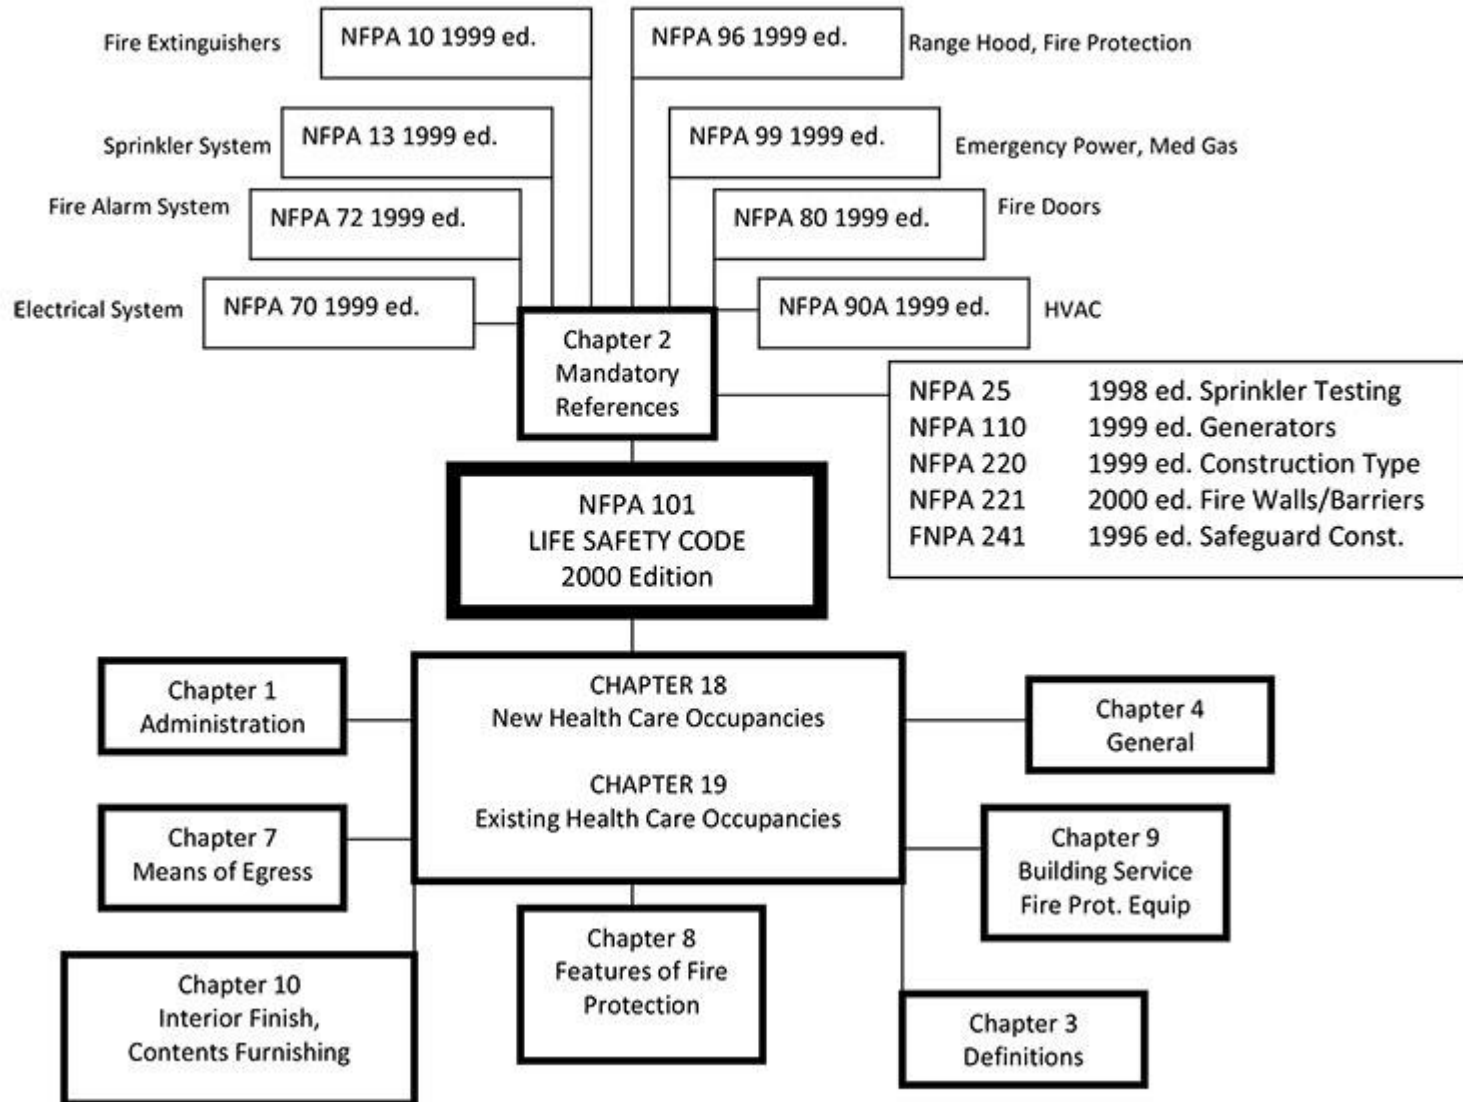 Fire Extinguishers
NFPA 10 1999 ed.
NFPA 96 1999 ed.
Range Hood, Fire Protection
Sprinkler System
NFPA 13 1999 ed.
NFPA 99 1999 ed.
Emergency Power, Med Gas
Fire Alarm System
NFPA 72 1999 ed.
NFPA 80 1999 ed.
Fire Doors
Electrical System
NFPA 70 1999 ed.
NFPA 90A 1999 ed.
HVAC
Chapter 2
Mandatory
References
NFPA 25 1998 ed. Sprinkler Testing
NFPA 110 1999 ed. Generators
NFPA 220 1999 ed. Construction Type
NFPA 221 2000 ed. Fire Walls/Barriers
FNPA 241 1996 ed. Safeguard Const.
NFPA 101
LIFE SAFETY CODE
2000 Edition
Chapter 1
Administration
CHAPTER 18
New Health Care Occupancies
CHAPTER 19
Existing Health Care Occupancies
Chapter 4
General
Chapter 7
Means of Egress
Chapter 9
Building Service
Fire Prot. Equip
Chapter 10
Interior Finish,
Contents Furnishing
Chapter 8
Features of Fire
Protection
Chapter 3
Definitions